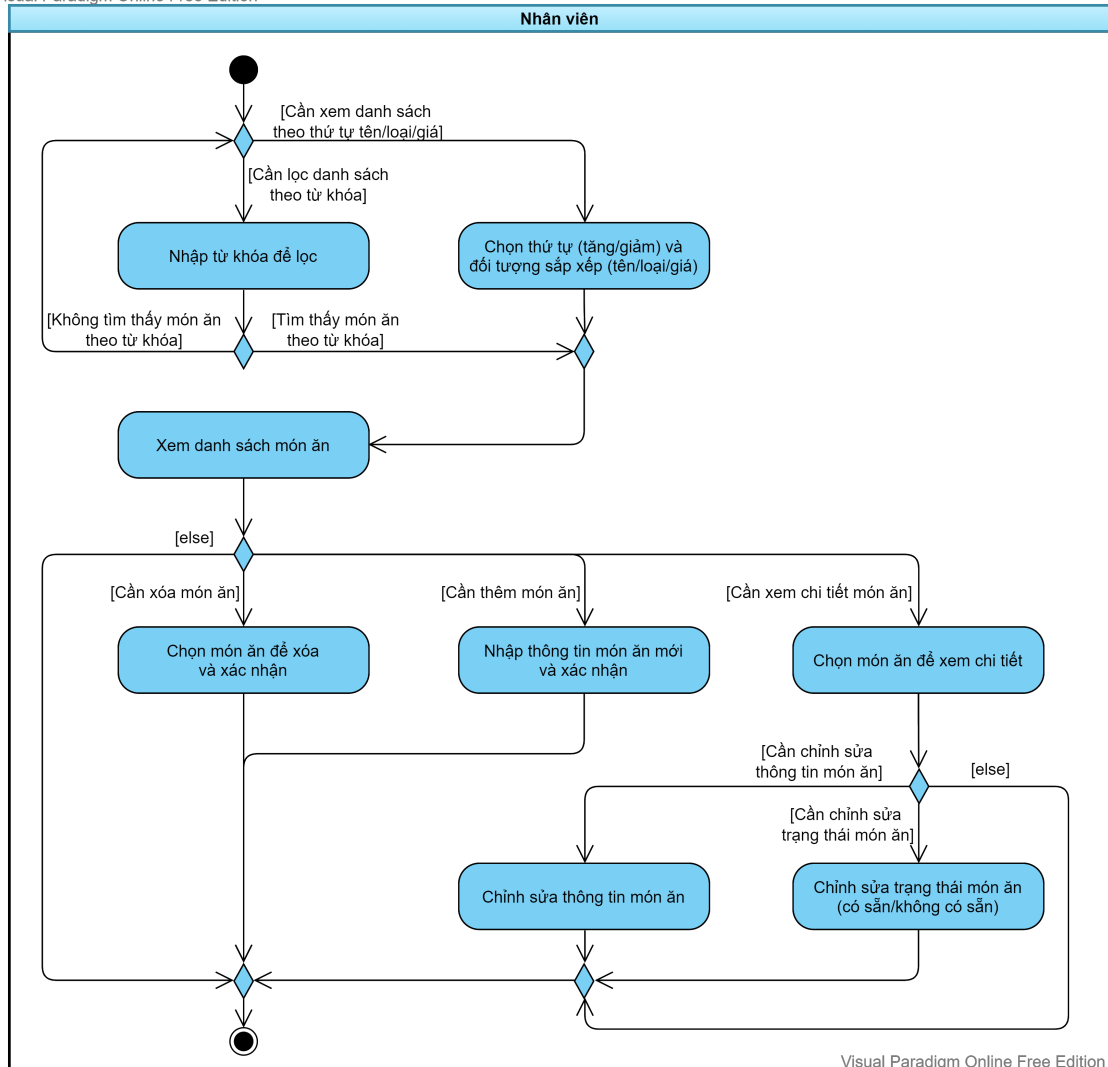 Visual Paradigm Online Free Edition
Nhân viên
[Cần xem danh sách
theo thứ tự tên/loại/giá]
[Cần lọc danh sách
theo từ khóa]
Nhập từ khóa để lọc
Chọn thứ tự (tăng/giảm) và
đối tượng sắp xếp (tên/loại/giá)
[Không tìm thấy món ăn
theo từ khóa]
[Tìm thấy món ăn
theo từ khóa]
Xem danh sách món ăn
[else]
[Cần xóa món ăn]
[Cần thêm món ăn]
[Cần xem chi tiết món ăn]
Chọn món ăn để xóa
và xác nhận
Nhập thông tin món ăn mới
và xác nhận
Chọn món ăn để xem chi tiết
[Cần chỉnh sửa
thông tin món ăn]
[else]
[Cần chỉnh sửa
trạng thái món ăn]
Chỉnh sửa thông tin món ăn
Chỉnh sửa trạng thái món ăn
(có sẵn/không có sẵn)
Visual Paradigm Online Free Edition